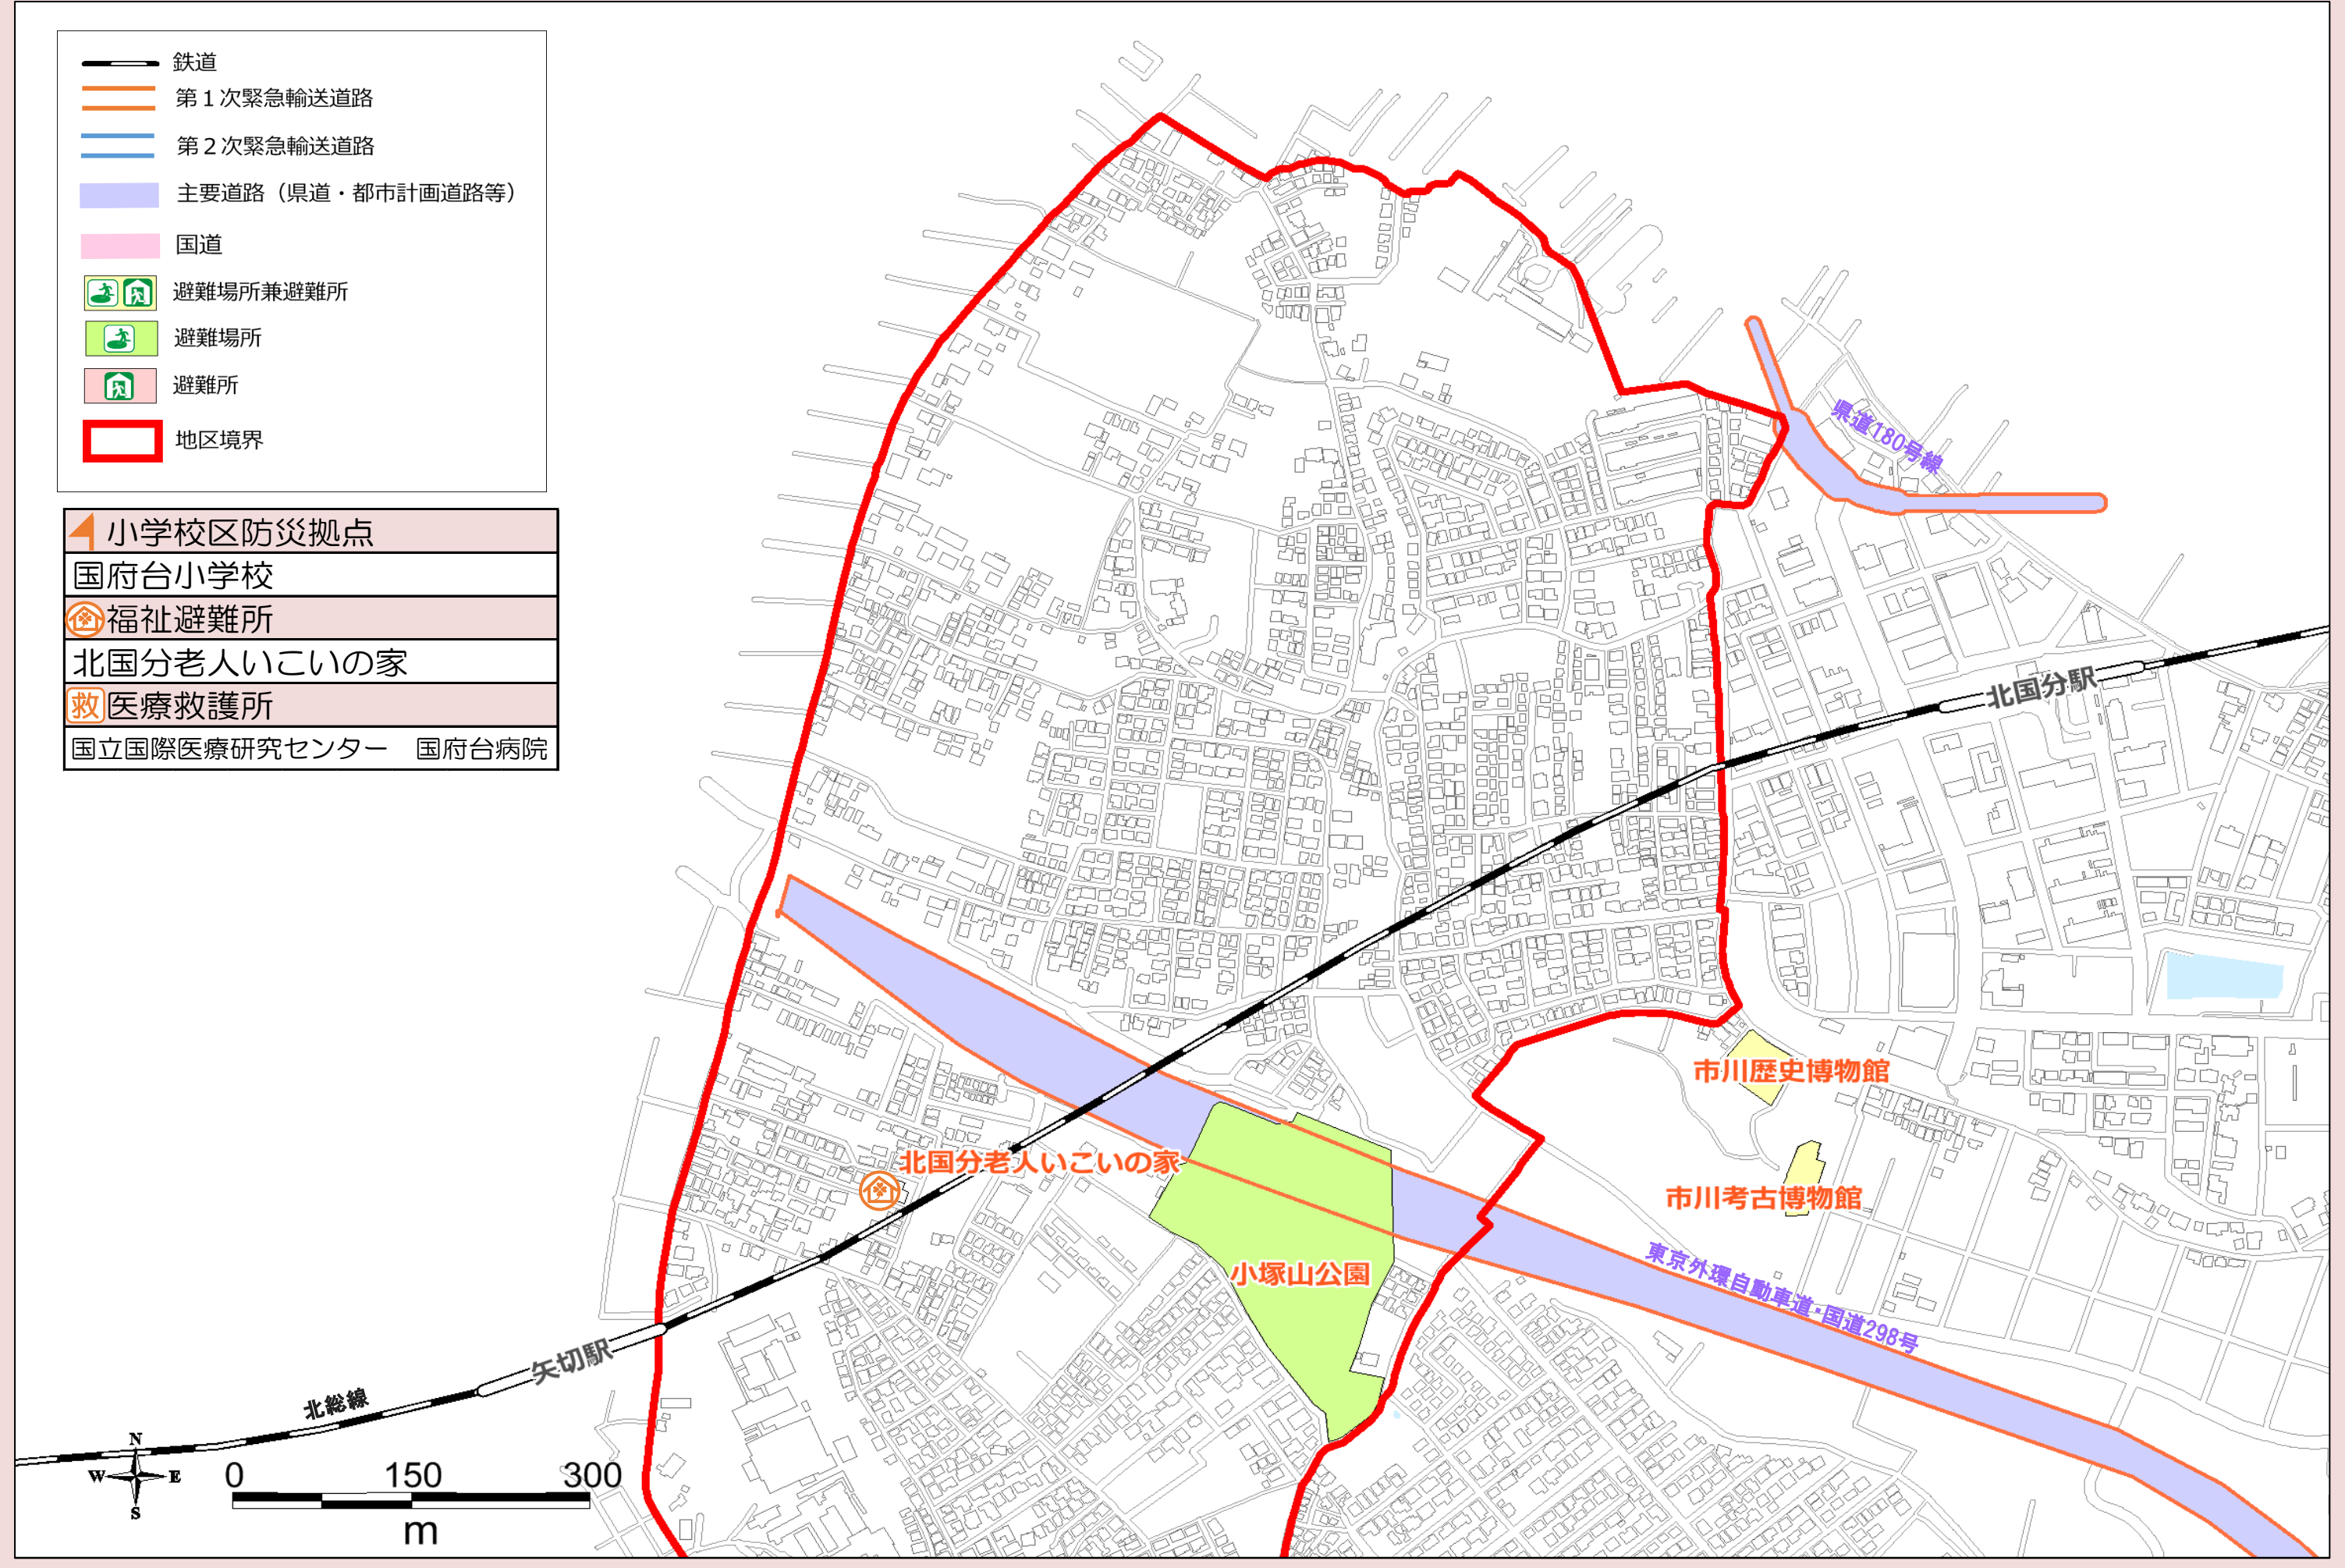 鉄道
第1次緊急輸送道路
第2次緊急輸送道路
主要道路（県道・都市計画道路等）
国道
避難場所兼避難所
避難場所
避難所
地区境界
小学校区防災拠点
国府台小学校
福祉避難所
北国分老人いこいの家
救 医療救護所
国立国際医療研究センター　国府台病院
県道180号線
北国分駅
市川歴史博物館
北国分老人いこいの家
市川考古博物館
小塚山公園
東京外環自動車道・国道298号
矢切駅
北総線
N
W E
S
0 150 300
m